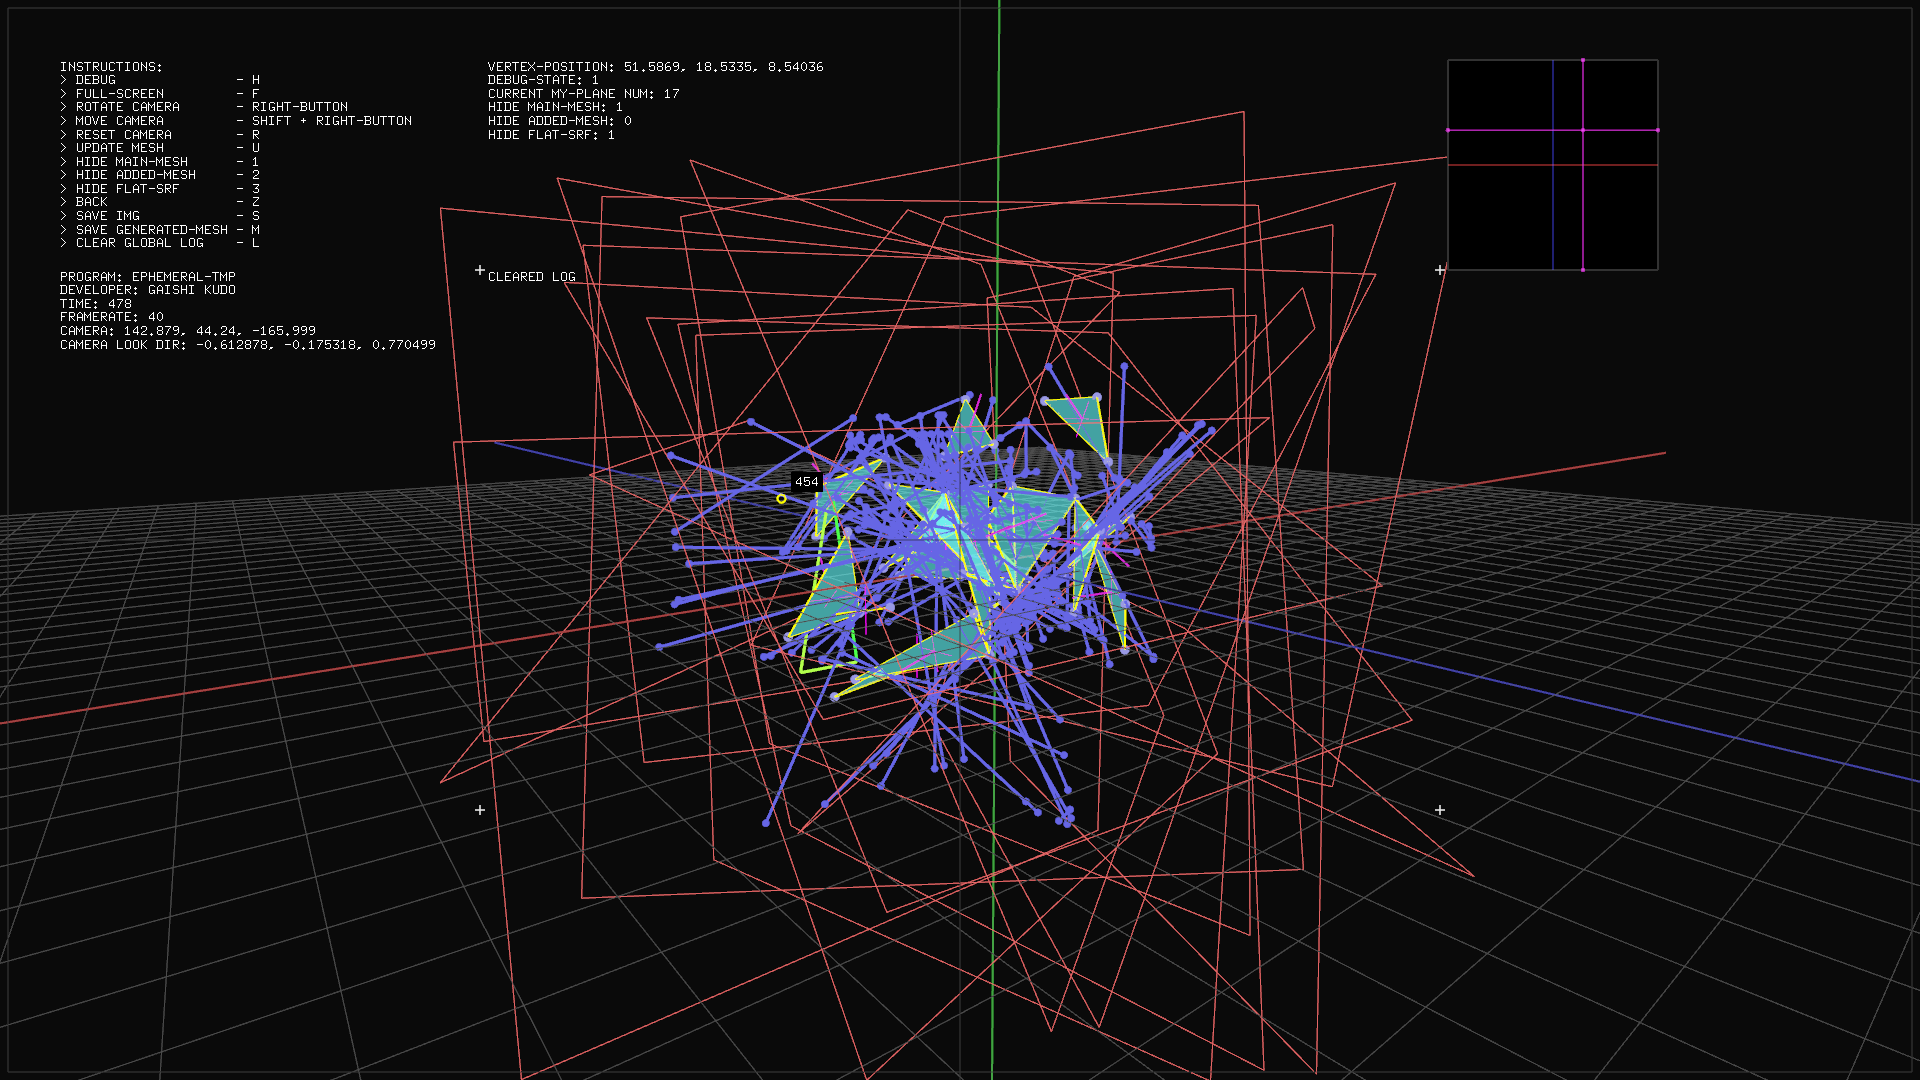 INSTRUCTIONS:
> DEBUG - H
> FULL-SCREEN - F
> ROTATE CAMERA - RIGHT-BUTTON
> MOVE CAMERA - SHIFT + RIGHT-BUTTON
> RESET CAMERA - R
> UPDATE MESH - U
> HIDE MAIN-MESH - 1
> HIDE ADDED-MESH - 2
> HIDE FLAT-SRF - 3
> BACK - Z
> SAVE IMG - S
> SAVE GENERATED-MESH - M
> CLEAR GLOBAL LOG - L
PROGRAM: EPHEMERAL-TMP
DEVELOPER: GAISHI KUDO
TIME: 478
FRAMERATE: 40
CAMERA: 142.879, 44.24, -165.999
CAMERA LOOK DIR: -0.612878, -0.175318, 0.770499
VERTEX-POSITION: 51.5869, 18.5335, 8.54036
DEBUG-STATE: 1
CURRENT MY-PLANE NUM: 17
HIDE MAIN-MESH: 1
HIDE ADDED-MESH: 0
HIDE FLAT-SRF: 1
CLEARED LOG
454